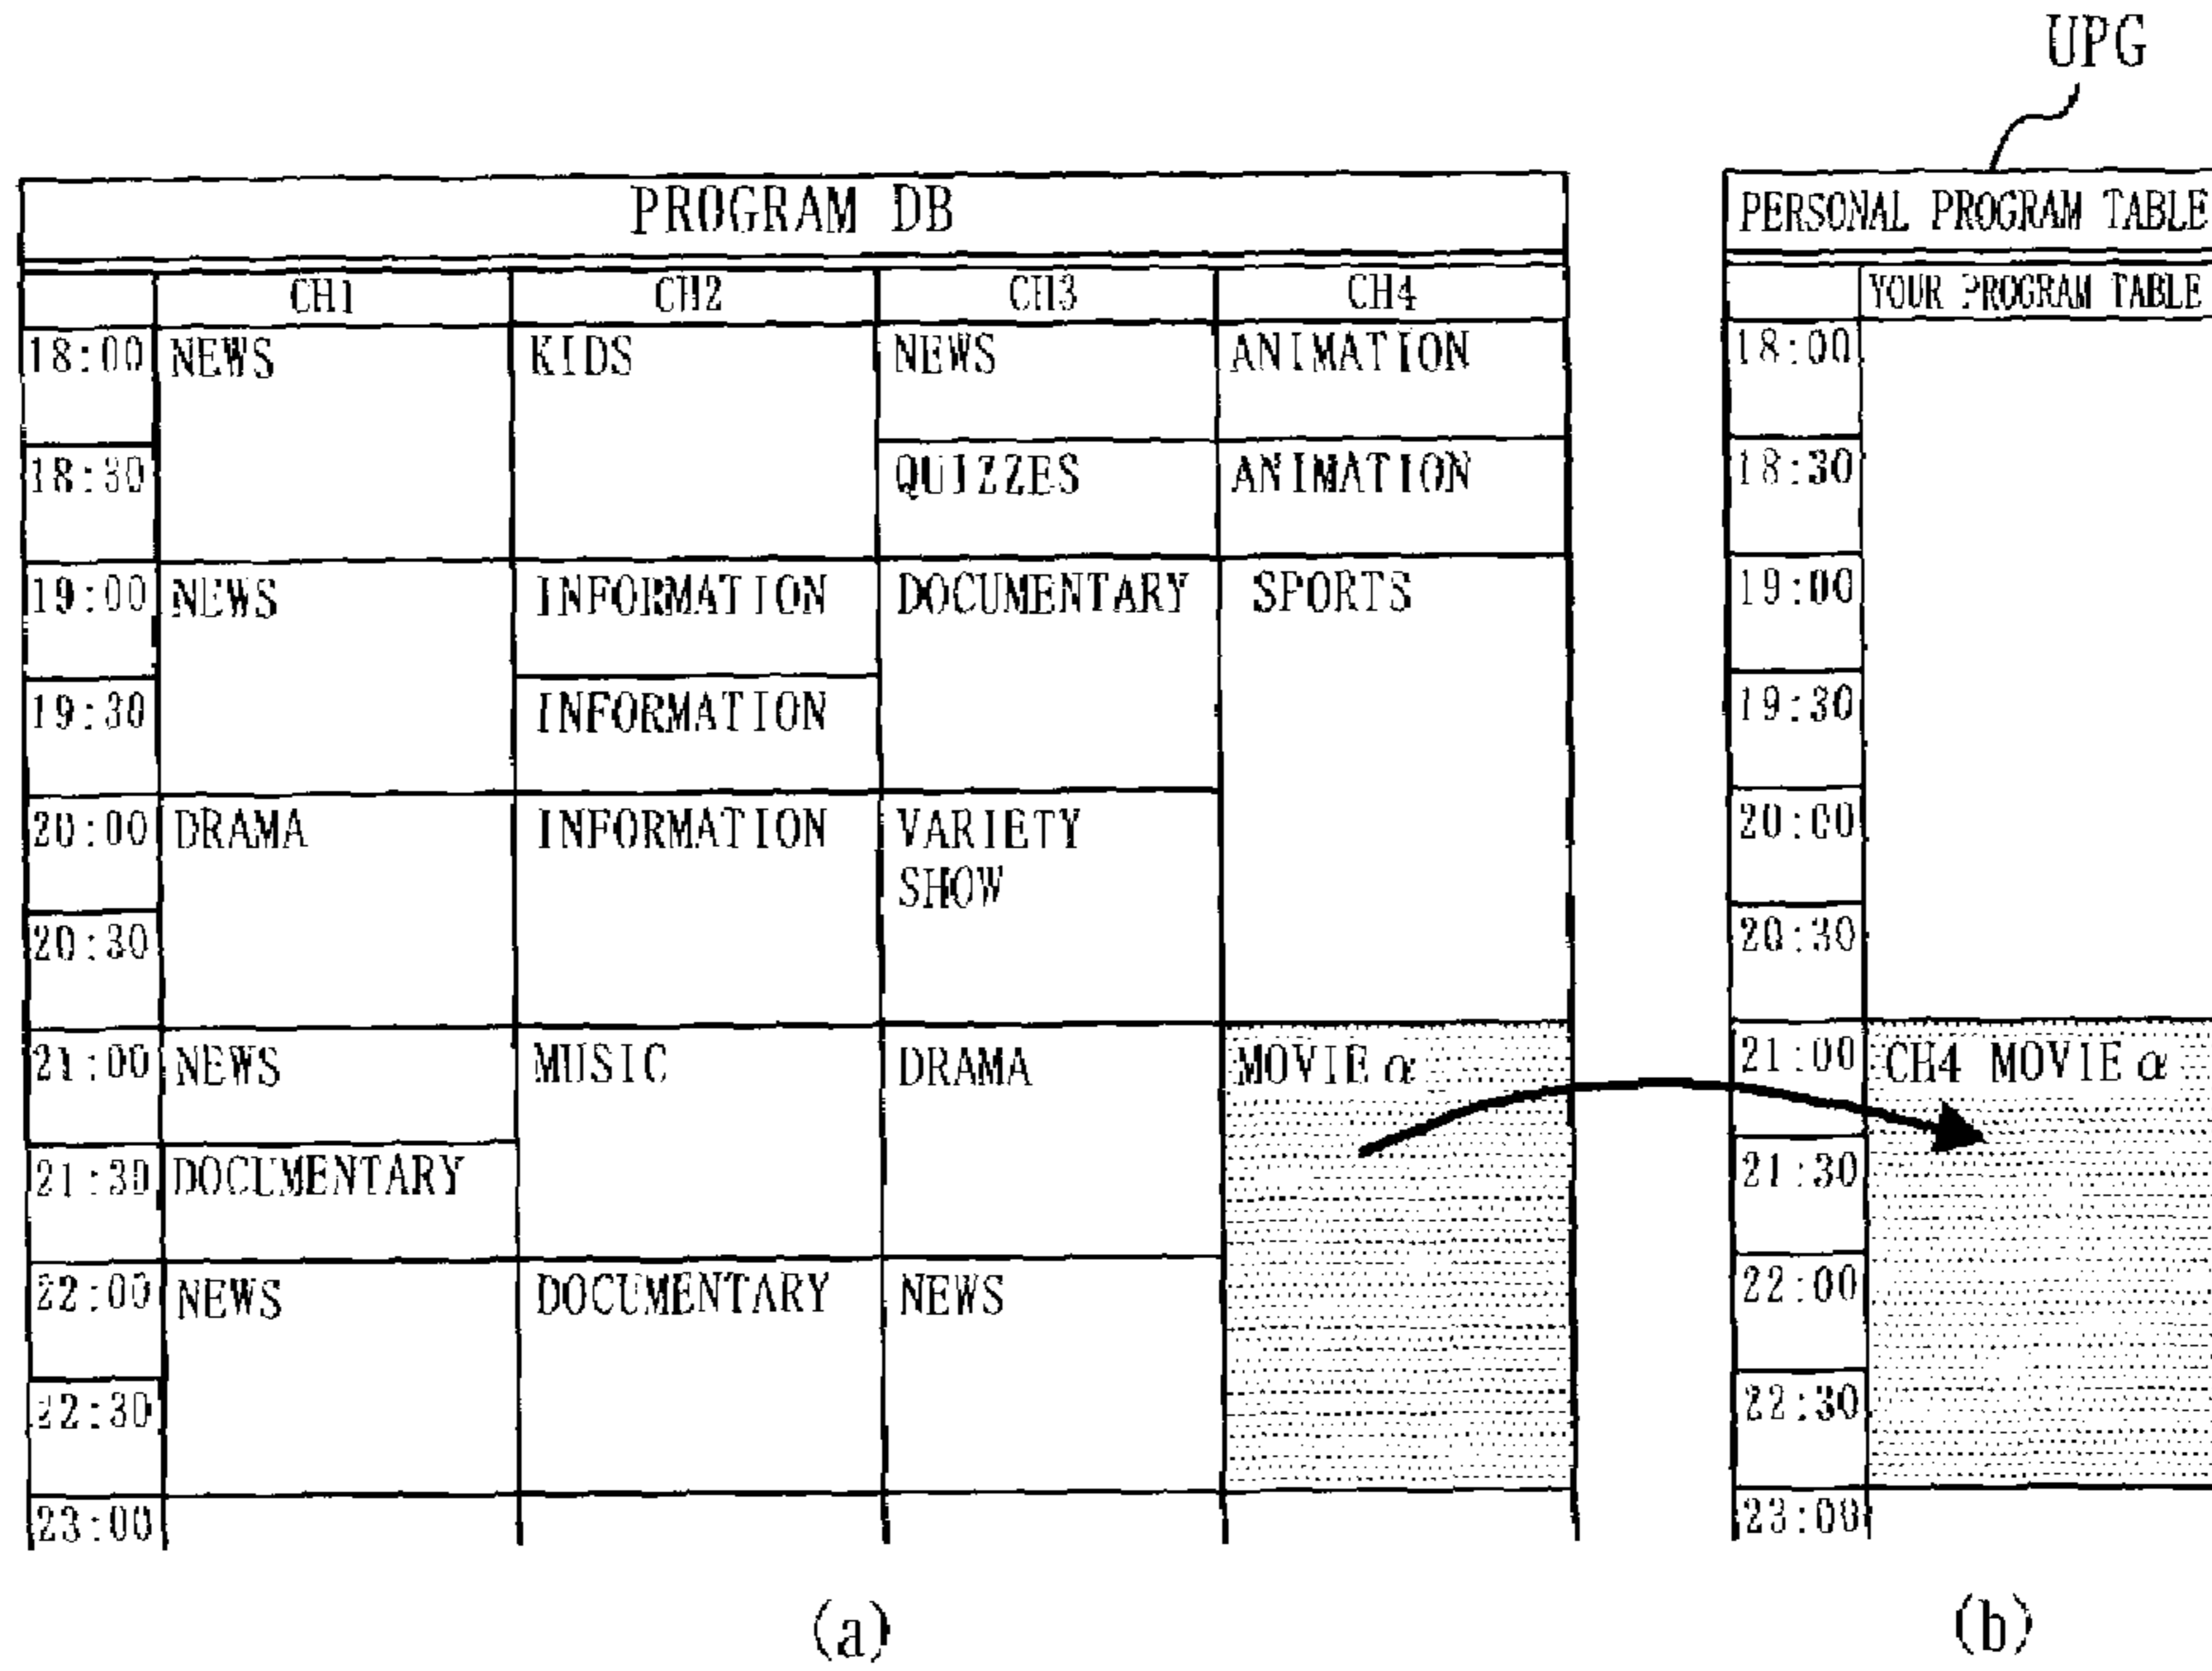 UPG
PROGRAM DB
CH1 CH2 CH3 CH4
18:00 NEWS KIDS NEWS ANIMATION
18:30 QUIZZES ANIMATION
19:00 NEWS INFORMATION DOCUMENTARY SPORTS
19:30 INFORMATION
20:00 DRAMA INFORMATION VARIETY
SHOW
20:30
21:00 NEWS MUSIC DRAMA MOVIE α
21:30 DOCUMENTARY
22:00 NEWS DOCUMENTARY NEWS
22:30
23:00
(a)
PERSONAL PROGRAM TABLE
YOUR PROGRAM TABLE
18:00
18:30
19:00
19:30
20:00
20:30
21:00 CH4 MOVIE α
21:30
22:00
22:30
23:00
(b)